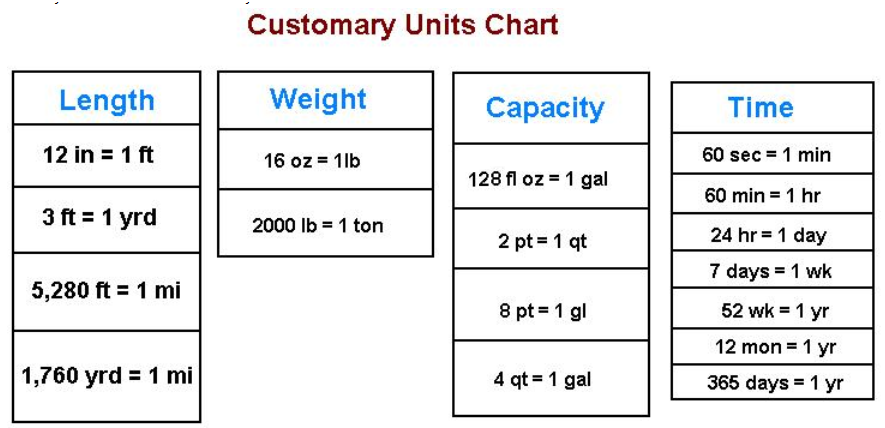 Customary Units Chart
Length
12 in = 1 ft
3 ft = 1 yrd
5,280 ft = 1 mi
1,760 yrd = 1 mi
Weight
16 oz = 1lb
2000 lb = 1 ton
Capacity
128 fl oz = 1 gal
2 pt = 1 qt
8 pt = 1 gl
4 qt = 1 gal
Time
60 sec = 1 min
60 min = 1 hr
24 hr = 1 day
7 days = 1 wk
52 wk = 1 yr
12 mon = 1 yr
365 days = 1 yr